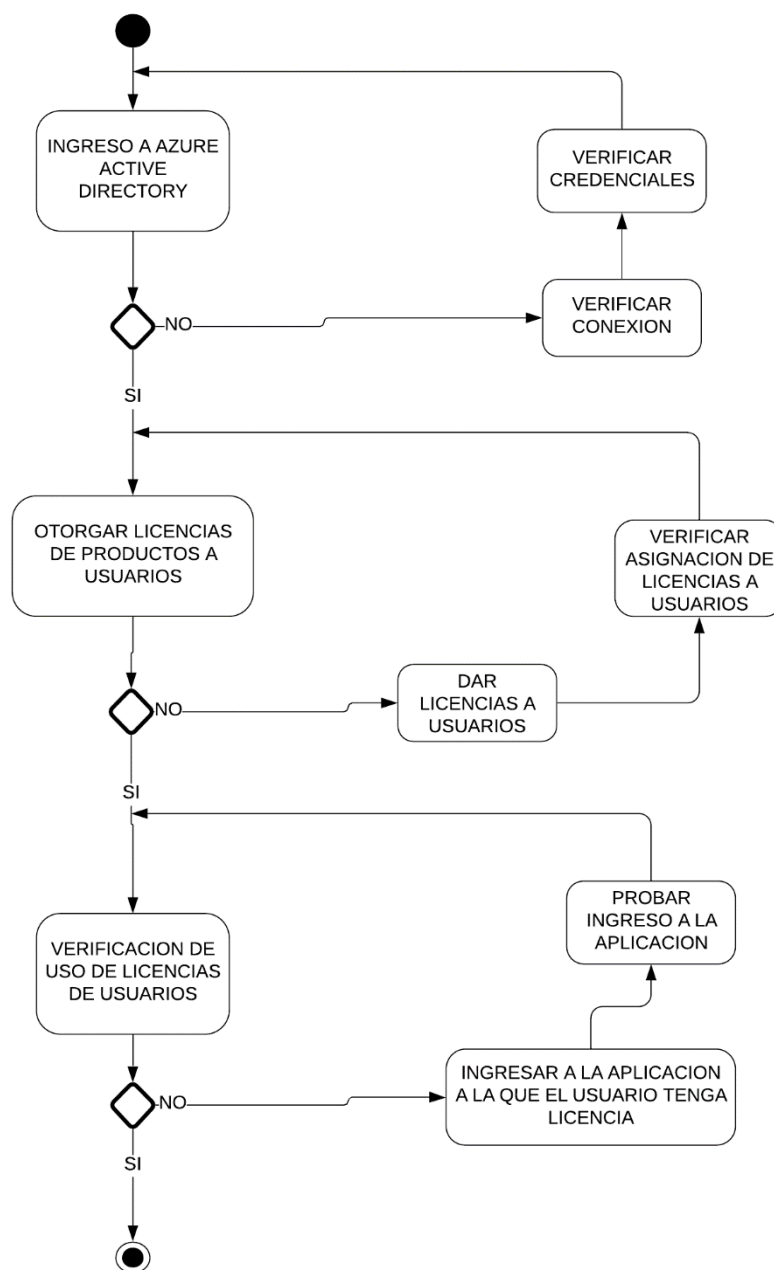 INGRESO A AZURE
ACTIVE
DIRECTORY
VERIFICAR
CREDENCIALES
VERIFICAR
CONEXION
NO
SI
OTORGAR LICENCIAS
DE PRODUCTOS A
USUARIOS
VERIFICAR
ASIGNACION DE
LICENCIAS A
USUARIOS
DAR
LICENCIAS A
USUARIOS
NO
SI
PROBAR
INGRESO A LA
APLICACION
VERIFICACION DE
USO DE LICENCIAS
DE USUARIOS
INGRESAR A LA APLICACION
A LA QUE EL USUARIO TENGA
LICENCIA
NO
SI